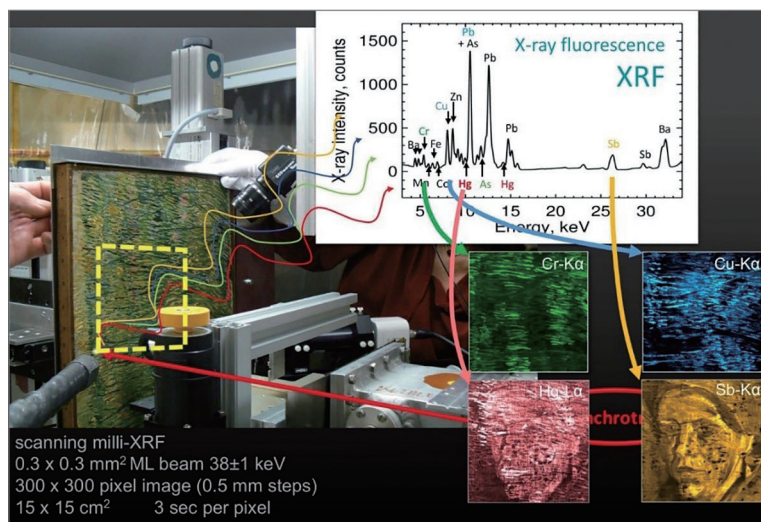 1500
1000
500
0
X-ray intensity, counts
X-ray fluorescence
XRF
Pb
+ As
Pb
Cu
Zn
Cr
Ba
Fe
Mn
Hg
As
Pb
Hg
Sb
Sb
Ba
5 10 15 20 25 30
Energy, keV
Cr-Kα
Cu-Kα
Hg-Lα
Sb-Kα
scanning milli-XRF
0.3 x 0.3 mm² ML beam 38±1 keV
300 x 300 pixel image (0.5 mm steps)
15 x 15 cm² 3 sec per pixel